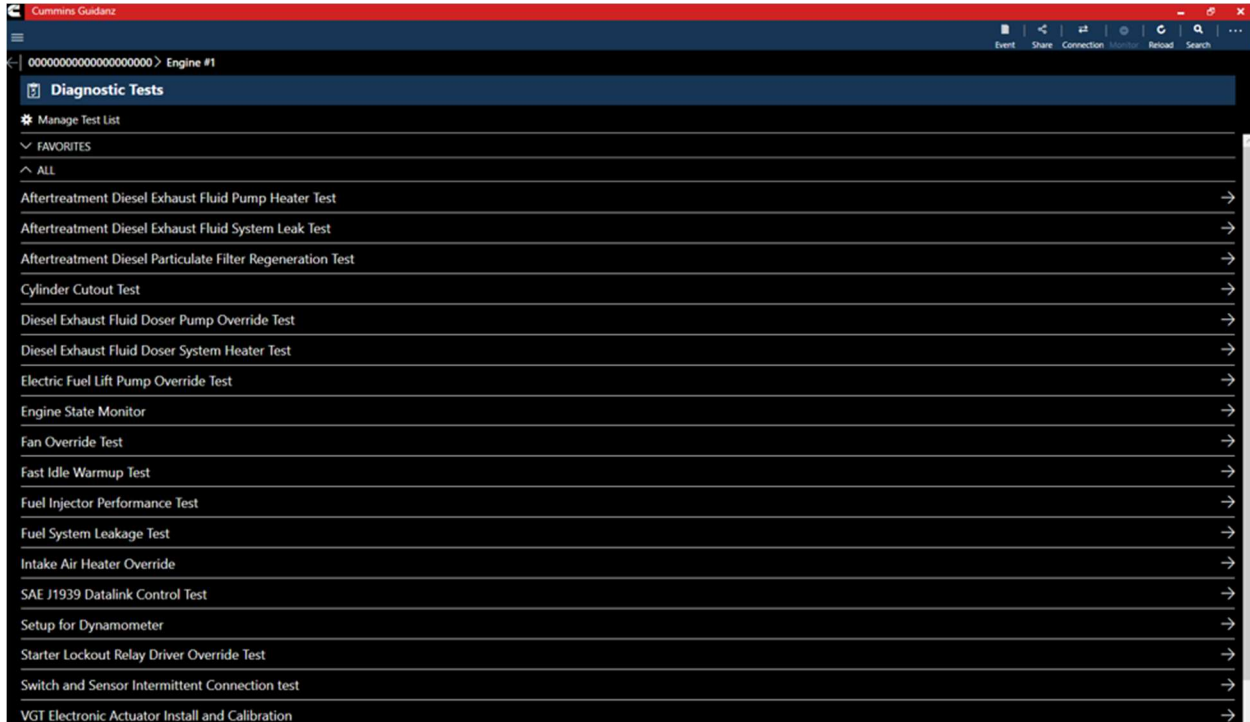 Cummins Guidanz
Event Share Connection Monitor Reload Search
00000000000000000000 > Engine #1
Diagnostic Tests
Manage Test List
FAVORITES
ALL
Aftertreatment Diesel Exhaust Fluid Pump Heater Test
Aftertreatment Diesel Exhaust Fluid System Leak Test
Aftertreatment Diesel Particulate Filter Regeneration Test
Cylinder Cutout Test
Diesel Exhaust Fluid Doser Pump Override Test
Diesel Exhaust Fluid Doser System Heater Test
Electric Fuel Lift Pump Override Test
Engine State Monitor
Fan Override Test
Fast Idle Warmup Test
Fuel Injector Performance Test
Fuel System Leakage Test
Intake Air Heater Override
SAE J1939 Datalink Control Test
Setup for Dynamometer
Starter Lockout Relay Driver Override Test
Switch and Sensor Intermittent Connection test
VGT Electronic Actuator Install and Calibration